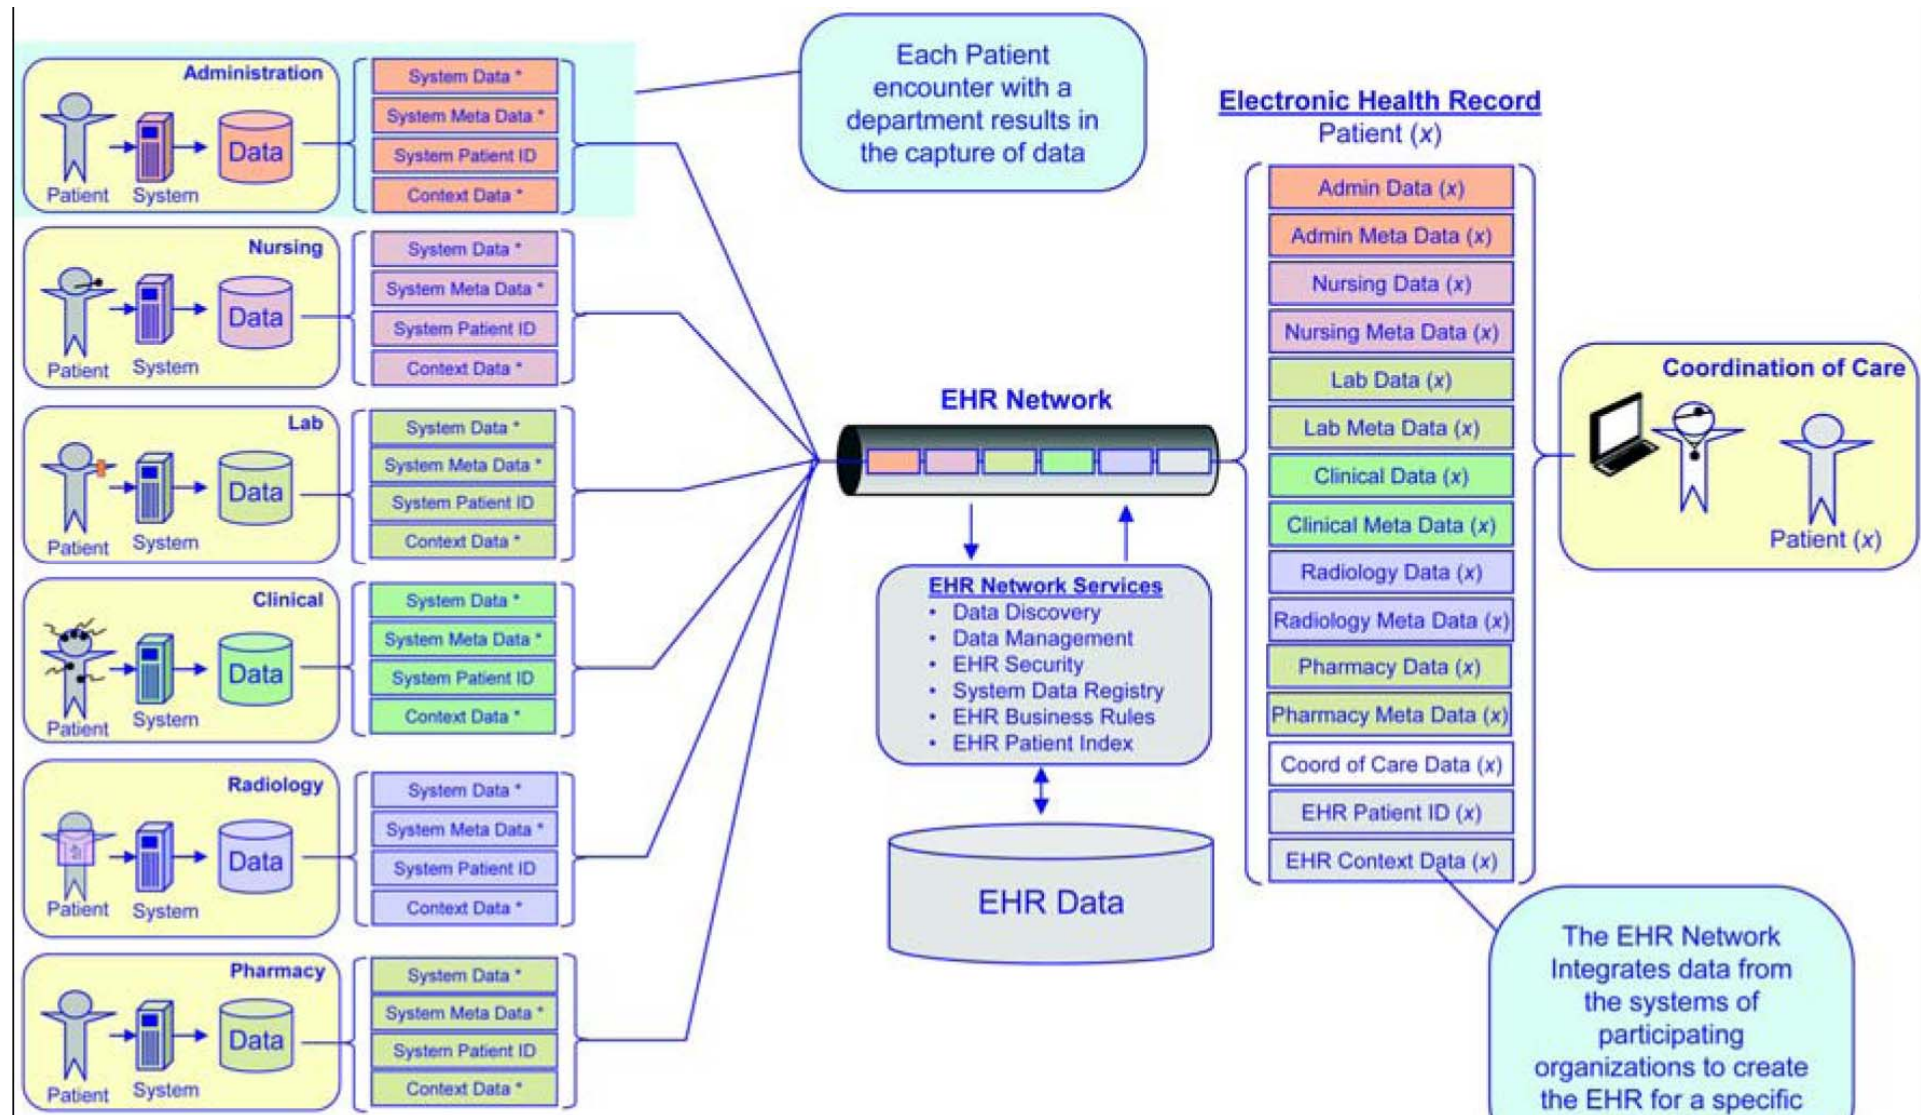 Administration
Patient
System
Data
System Data *
System Meta Data *
System Patient ID
Context Data *
Nursing
Patient
System
Data
System Data *
System Meta Data *
System Patient ID
Context Data *
Lab
Patient
System
Data
System Data *
System Meta Data *
System Patient ID
Context Data *
Clinical
Patient
System
Data
System Data *
System Meta Data *
System Patient ID
Context Data *
Radiology
Patient
System
Data
System Data *
System Meta Data *
System Patient ID
Context Data *
Pharmacy
Patient
System
Data
System Data *
System Meta Data *
System Patient ID
Context Data *
Each Patient
encounter with a
department results in
the capture of data
EHR Network
EHR Network Services
• Data Discovery
• Data Management
• EHR Security
• System Data Registry
• EHR Business Rules
• EHR Patient Index
EHR Data
Electronic Health Record
Patient (x)
Admin Data (x)
Admin Meta Data (x)
Nursing Data (x)
Nursing Meta Data (x)
Lab Data (x)
Lab Meta Data (x)
Clinical Data (x)
Clinical Meta Data (x)
Radiology Data (x)
Radiology Meta Data (x)
Pharmacy Data (x)
Pharmacy Meta Data (x)
Coord of Care Data (x)
EHR Patient ID (x)
EHR Context Data (x)
Coordination of Care
Patient (x)
The EHR Network
Integrates data from
the systems of
participating
organizations to create
the EHR for a specific